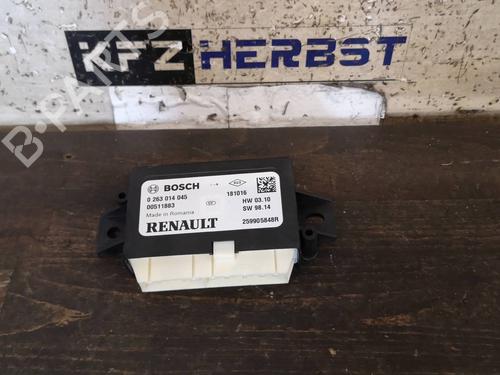 KFZ HERBST
B-PARTS
BOSCH
0 263 014 045
00511883
Made in Romania
RENAULT
181016
HW 03.10
SW 98.14
259905848R